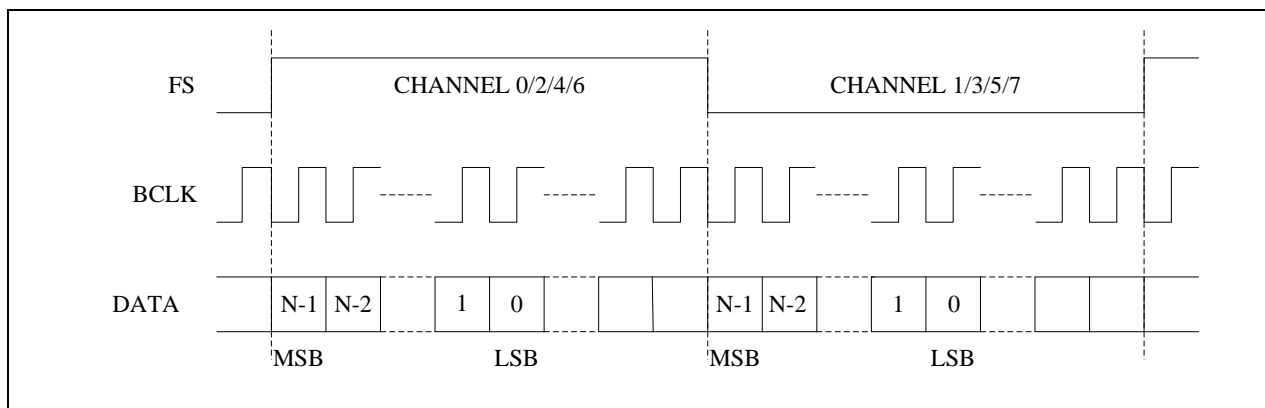 FS CHANNEL 0/2/4/6 CHANNEL 1/3/5/7
BCLK
DATA N-1 N-2 1 0 N-1 N-2 1 0
MSB LSB MSB LSB